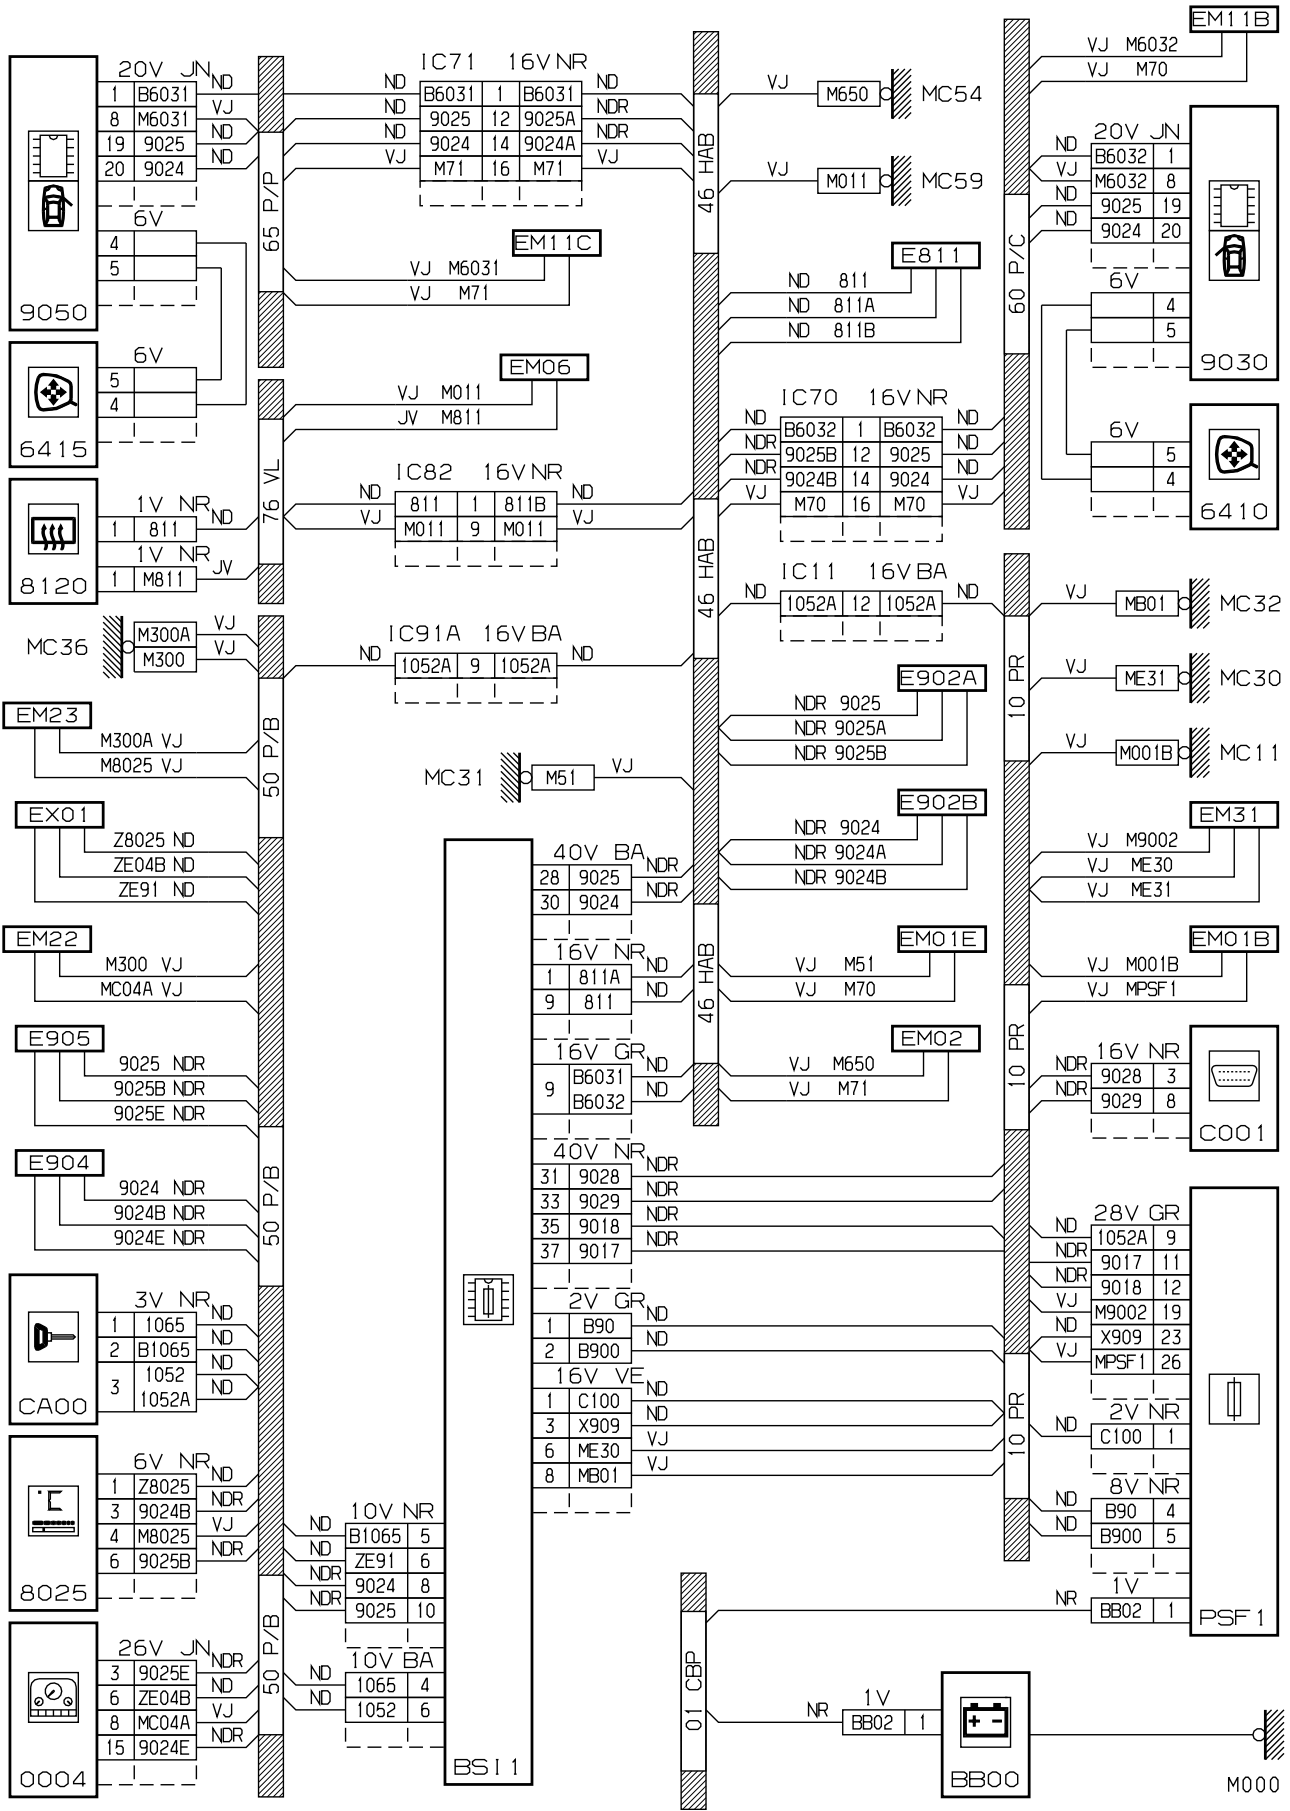 EM11B
VJ M6032
VJ M70
20V JN
1 B6031 ND
8 M6031 VJ
19 9025 ND
20 9024 ND
6V
4
5
9050
6V
5
4
6415
1V NR
1 811 ND
1V NR
1 M811 JV
8120
MC36
M300A VJ
M300 VJ
EM23
M300A VJ
M8025 VJ
EX01
Z8025 ND
ZE04B ND
ZE91 ND
EM22
M300 VJ
MC04A VJ
E905
9025 NDR
9025B NDR
9025E NDR
E904
9024 NDR
9024B NDR
9024E NDR
3V NR
1 1065 ND
2 B1065 ND
3 1052 ND
1052A ND
CA00
6V NR
1 Z8025 ND
3 9024B NDR
4 M8025 VJ
6 9025B NDR
°C
8025
26V JN
3 9025E NDR
6 ZE04B ND
8 MC04A VJ
15 9024E NDR
0004
65 P/P
76 VL
50 P/B
50 P/B
50 P/B
IC71 16V NR
ND B6031 1 B6031 ND
ND 9025 12 9025A NDR
ND 9024 14 9024A NDR
VJ M71 16 M71 VJ
EM11C
VJ M6031
VJ M71
EM06
VJ M011
JV M811
IC82 16V NR
ND 811 1 811B ND
VJ M011 9 M011 VJ
IC91A 16V BA
ND 1052A 9 1052A ND
MC31 M51 VJ
40V BA
28 9025 NDR
30 9024 NDR
16V NR
1 811A ND
9 811 ND
16V GR
9 B6031 ND
B6032 ND
40V NR
31 9028 NDR
33 9029 NDR
35 9018 NDR
37 9017 NDR
2V GR
1 B90 ND
2 B900 ND
16V VE
1 C100 ND
3 X909 ND
6 ME30 VJ
8 MB01 VJ
10V NR
ND B1065 5
ND ZE91 6
NDR 9024 8
NDR 9025 10
10V BA
ND 1065 4
ND 1052 6
BSI1
46 HAB
46 HAB
46 HAB
VJ M650 MC54
VJ M011 MC59
E811
ND 811
ND 811A
ND 811B
IC70 16V NR
ND B6032 1 B6032 ND
NDR 9025B 12 9025 ND
NDR 9024B 14 9024 ND
VJ M70 16 M70 VJ
IC11 16V BA
ND 1052A 12 1052A ND
E902A
NDR 9025
NDR 9025A
NDR 9025B
E902B
NDR 9024
NDR 9024A
NDR 9024B
EM01E
VJ M51
VJ M70
EM02
VJ M650
VJ M71
60 P/C
10 PR
10 PR
10 PR
20V JN
ND B6032 1
VJ M6032 8
ND 9025 19
ND 9024 20
6V
4
5
9030
6V
5
4
6410
VJ MB01 MC32
VJ ME31 MC30
VJ M001B MC11
EM31
VJ M9002
VJ ME30
VJ ME31
EM01B
VJ M001B
VJ MPSF1
16V NR
NDR 9028 3
NDR 9029 8
C001
28V GR
ND 1052A 9
NDR 9017 11
NDR 9018 12
VJ M9002 19
ND X909 23
VJ MPSF1 26
2V NR
ND C100 1
8V NR
ND B90 4
ND B900 5
1V
NR BB02 1
PSF1
01 CBP
1V
NR BB02 1
+ -
BB00
M000